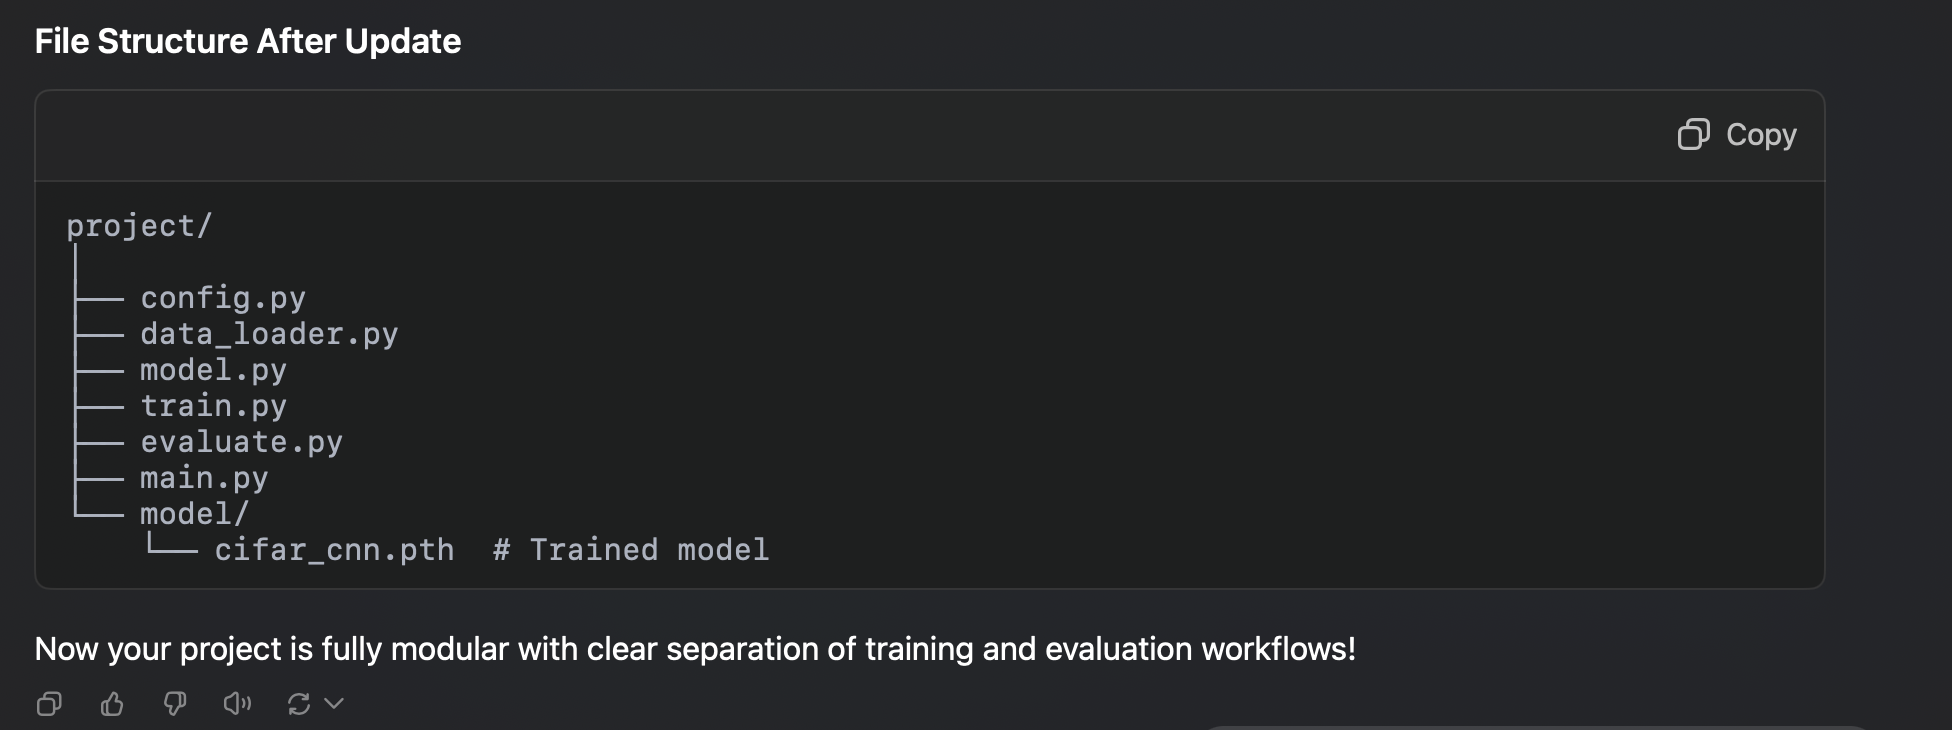 File Structure After Update
Copy
project/
│
├── config.py
├── data_loader.py
├── model.py
├── train.py
├── evaluate.py
├── main.py
└── model/
    └── cifar_cnn.pth  # Trained model
Now your project is fully modular with clear separation of training and evaluation workflows!